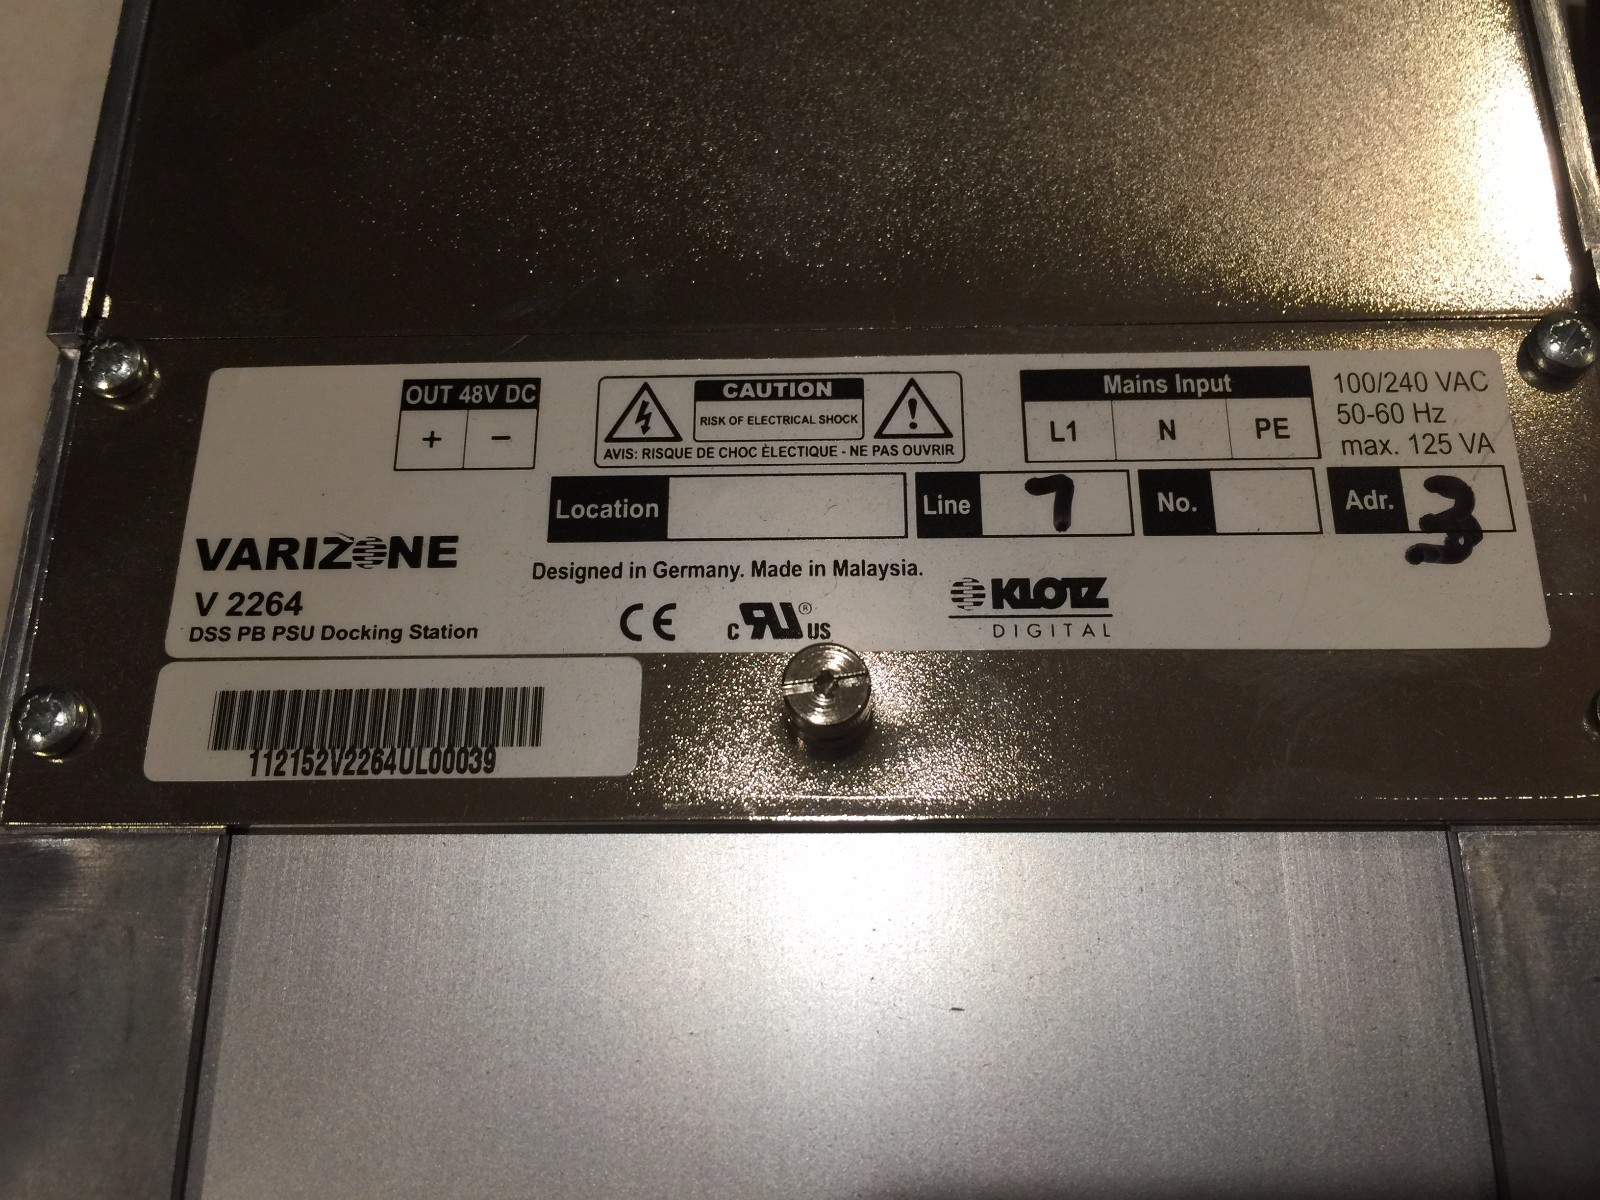 OUT 48V DC
+ −
CAUTION
RISK OF ELECTRICAL SHOCK
AVIS: RISQUE DE CHOC ÈLECTIQUE - NE PAS OUVRIR
Mains Input
L1 N PE
100/240 VAC
50-60 Hz
max. 125 VA
Location
Line 7
No.
Adr. 3
VARIZONE
V 2264
DSS PB PSU Docking Station
Designed in Germany. Made in Malaysia.
CE
c RU ® US
KLOTZ
DIGITAL
112152V2264UL00039